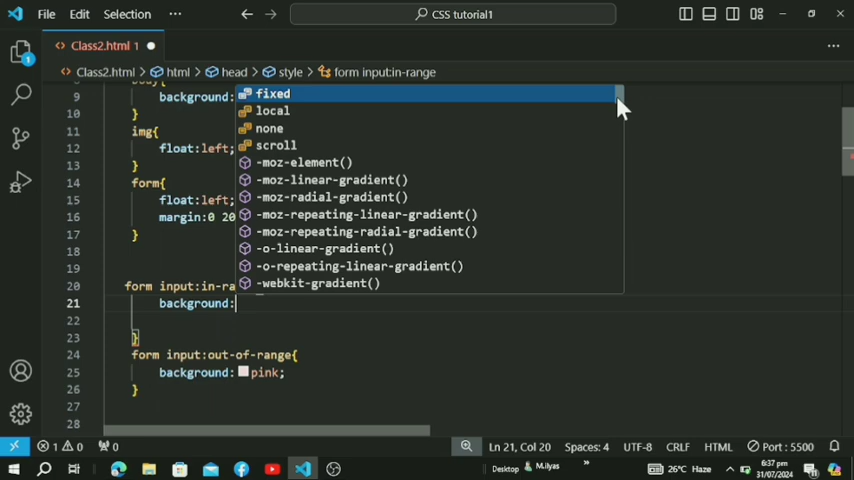 File Edit Selection ··· CSS tutorial1
Class2.html 1
Class2.html > html > head > style > form input:in-range
9 background:
10 }
11 img{
12 float:left;
13 }
14 form{
15 float:left;
16 margin:0 20
17 }
18
19
20 form input:in-ra
21 background:
22
23 }
24 form input:out-of-range{
25 background: pink;
26 }
27
28
fixed
local
none
scroll
-moz-element()
-moz-linear-gradient()
-moz-radial-gradient()
-moz-repeating-linear-gradient()
-moz-repeating-radial-gradient()
-o-linear-gradient()
-o-repeating-linear-gradient()
-webkit-gradient()
1
1 0 0 Ln 21, Col 20 Spaces: 4 UTF-8 CRLF HTML Port : 5500
Desktop M.ilyas » 26°C Haze 6:37 pm
31/07/2024